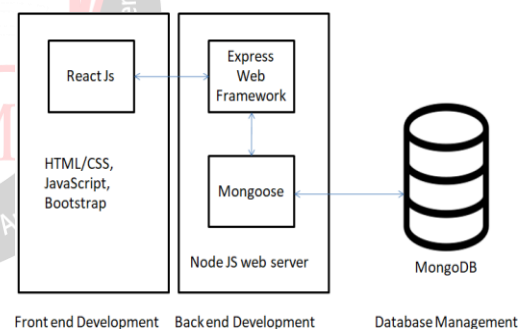 React Js
HTML/CSS,
JavaScript,
Bootstrap
Express
Web
Framework
Mongoose
Node JS web server
MongoDB
Front end Development
Back end Development
Database Management